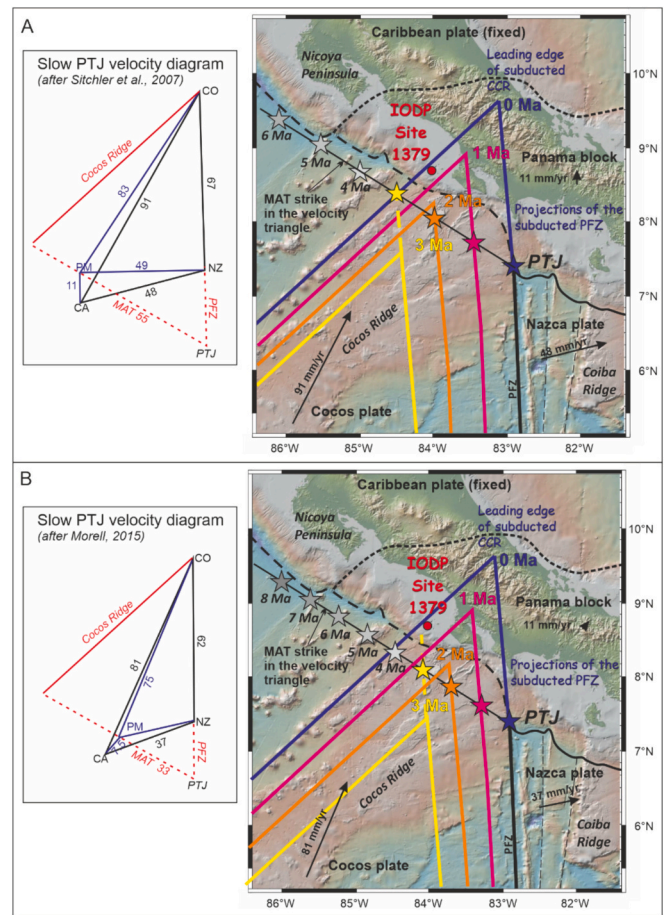 A
Slow PTJ velocity diagram
(after Sitchler et al., 2007)
CO
Cocos Ridge
83
91
67
PM
49
NZ
11
48
CA
MAT 55
PFZ
PTJ
Caribbean plate (fixed)
Nicoya
Peninsula
Leading edge
of subducted
CCR
0 Ma
10°N
IODP
Site
1379
6 Ma
5 Ma
4 Ma
1 Ma
9°N
Panama block
11 mm/yr
MAT strike
in the velocity
triangle
2 Ma
3 Ma
Projections of the
subducted PFZ
8°N
PTJ
7°N
Nazca plate
48 mm/yr
Cocos Ridge
91 mm/yr
Coiba
Ridge
6°N
PFZ
Cocos plate
86°W
85°W
84°W
83°W
82°W
B
Slow PTJ velocity diagram
(after Morell, 2015)
CO
Cocos Ridge
81
75
62
PM
NZ
7.5
37
CA
MAT 33
PFZ
PTJ
Caribbean plate (fixed)
Nicoya
Peninsula
Leading edge
of subducted
CCR
0 Ma
10°N
IODP
Site
1379
8 Ma
7 Ma
6 Ma
5 Ma
4 Ma
1 Ma
9°N
Panama block
11 mm/yr
MAT strike
in the velocity
triangle
2 Ma
3 Ma
Projections of the
subducted PFZ
8°N
PTJ
7°N
Nazca plate
37 mm/yr
Cocos Ridge
81 mm/yr
Coiba
Ridge
6°N
PFZ
Cocos plate
86°W
85°W
84°W
83°W
82°W